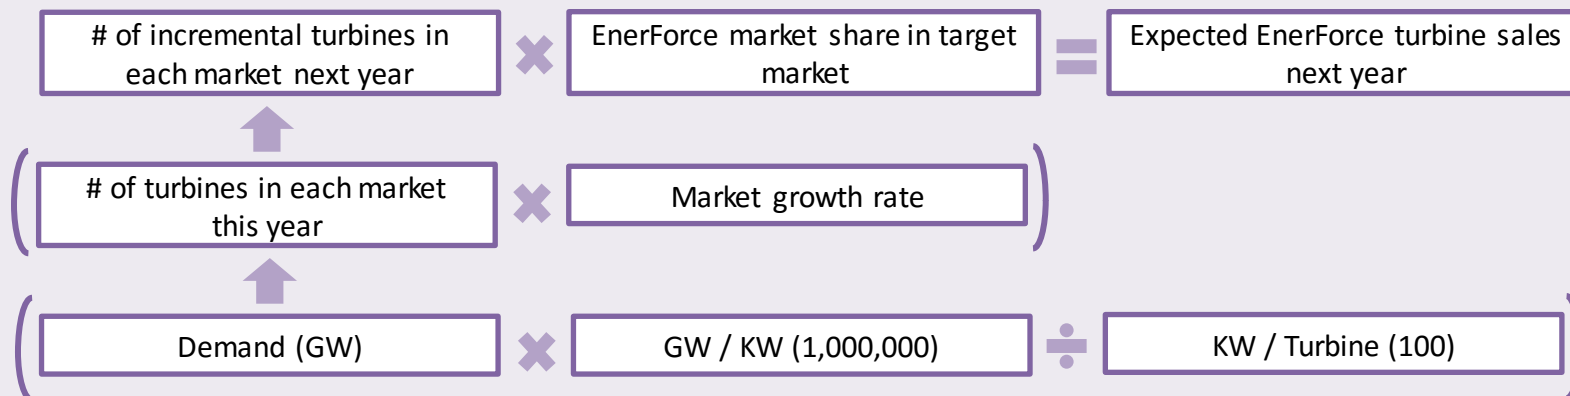 # of incremental turbines in
each market next year
EnerForce market share in target
market
Expected EnerForce turbine sales
next year
# of turbines in each market
this year
Market growth rate
Demand (GW)
GW / KW (1,000,000)
KW / Turbine (100)